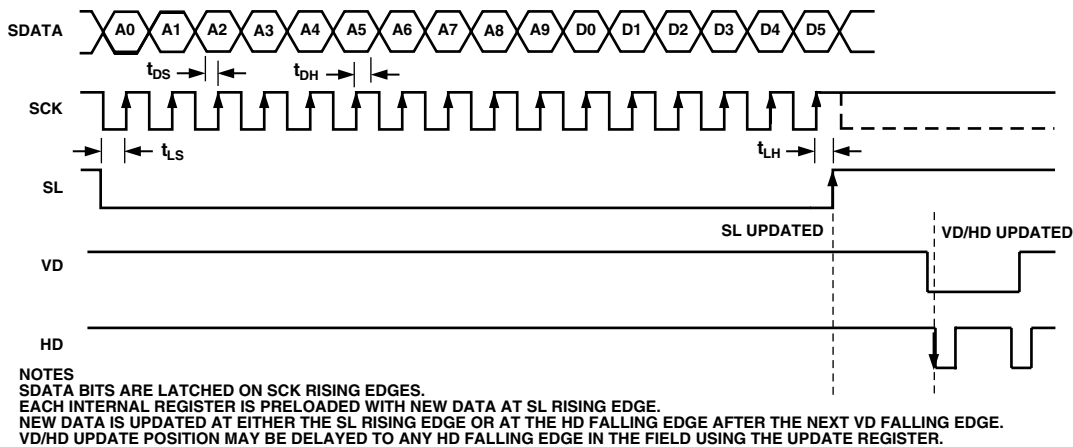 SDATA A0 A1 A2 A3 A4 A5 A6 A7 A8 A9 D0 D1 D2 D3 D4 D5
tDS tDH
SCK
tLS tLH
SL
SL UPDATED VD/HD UPDATED
VD
HD
NOTES
SDATA BITS ARE LATCHED ON SCK RISING EDGES.
EACH INTERNAL REGISTER IS PRELOADED WITH NEW DATA AT SL RISING EDGE.
NEW DATA IS UPDATED AT EITHER THE SL RISING EDGE OR AT THE HD FALLING EDGE AFTER THE NEXT VD FALLING EDGE.
VD/HD UPDATE POSITION MAY BE DELAYED TO ANY HD FALLING EDGE IN THE FIELD USING THE UPDATE REGISTER.